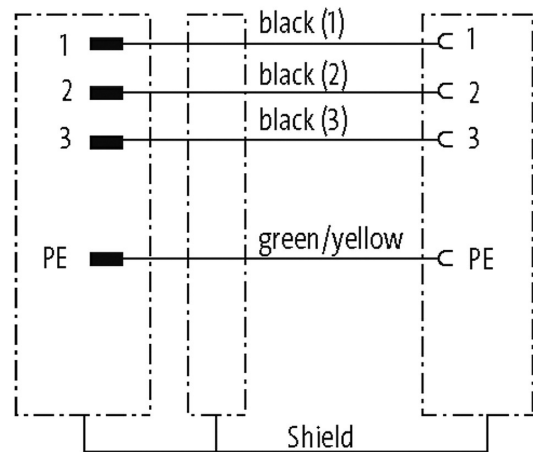 1 black (1) 1
2 black (2) 2
3 black (3) 3
PE green/yellow PE
Shield